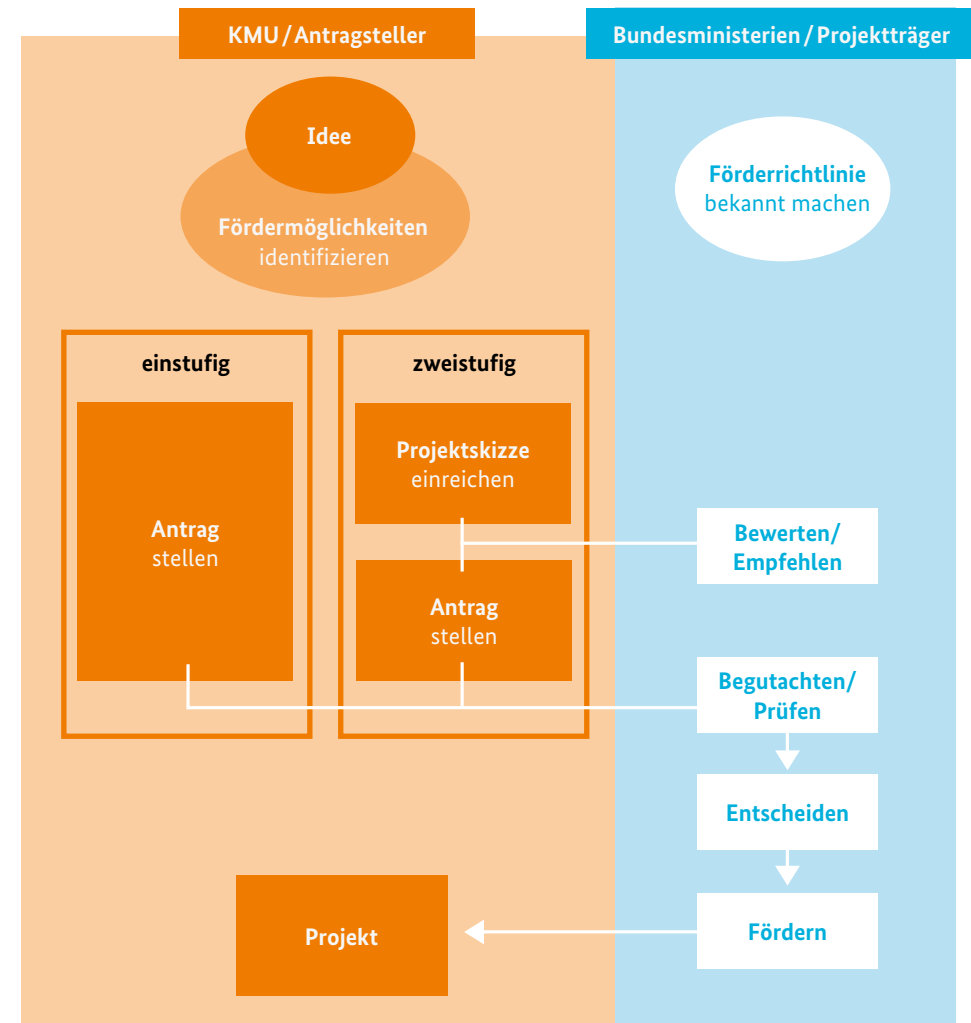 KMU/Antragsteller
Bundesministerien/Projektträger
Idee
Fördermöglichkeiten
identifizieren
Förderrichtlinie
bekannt machen
einstufig
Antrag
stellen
zweistufig
Projektskizze
einreichen
Antrag
stellen
Bewerten/
Empfehlen
Begutachten/
Prüfen
Entscheiden
Fördern
Projekt